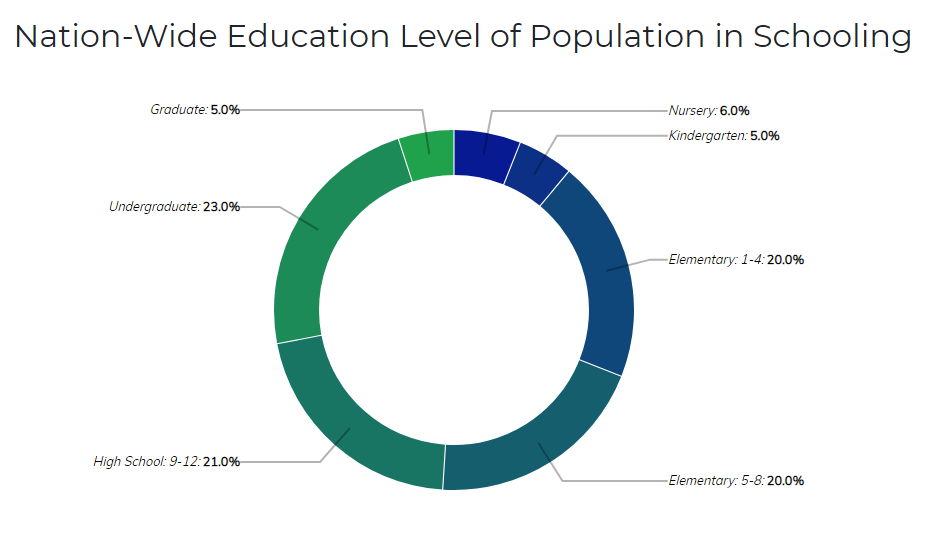 Nation-Wide Education Level of Population in Schooling
Graduate: 5.0%
Nursery: 6.0%
Kindergarten: 5.0%
Undergraduate: 23.0%
Elementary: 1-4: 20.0%
High School: 9-12: 21.0%
Elementary: 5-8: 20.0%